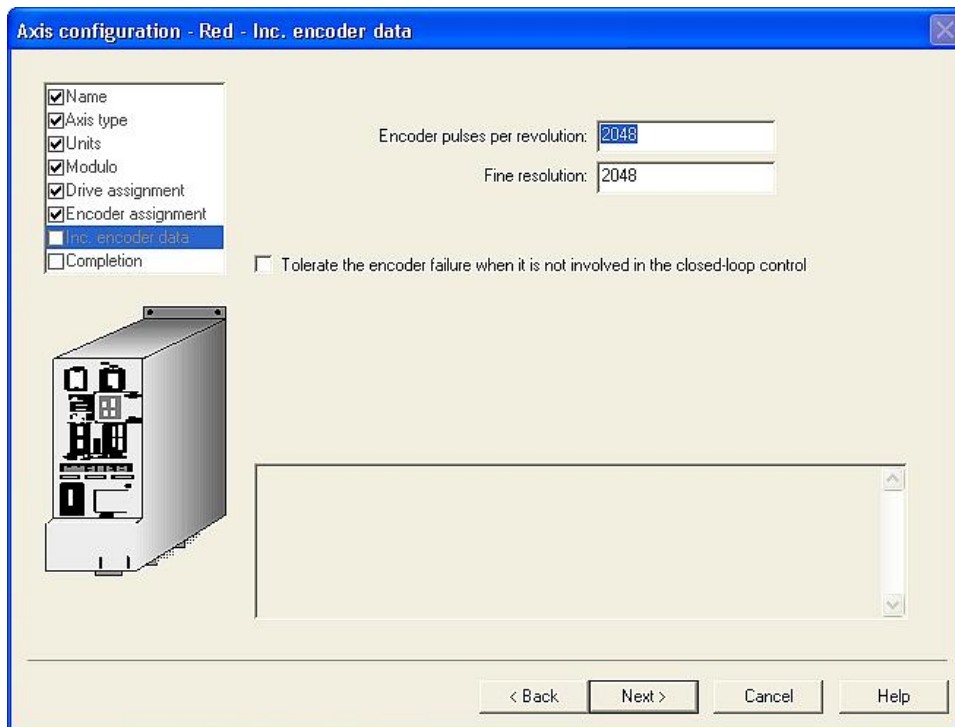 Axis configuration - Red - Inc. encoder data
Name
Axis type
Units
Modulo
Drive assignment
Encoder assignment
Inc. encoder data
Completion
Encoder pulses per revolution: 2048
Fine resolution: 2048
Tolerate the encoder failure when it is not involved in the closed-loop control
< Back Next > Cancel Help